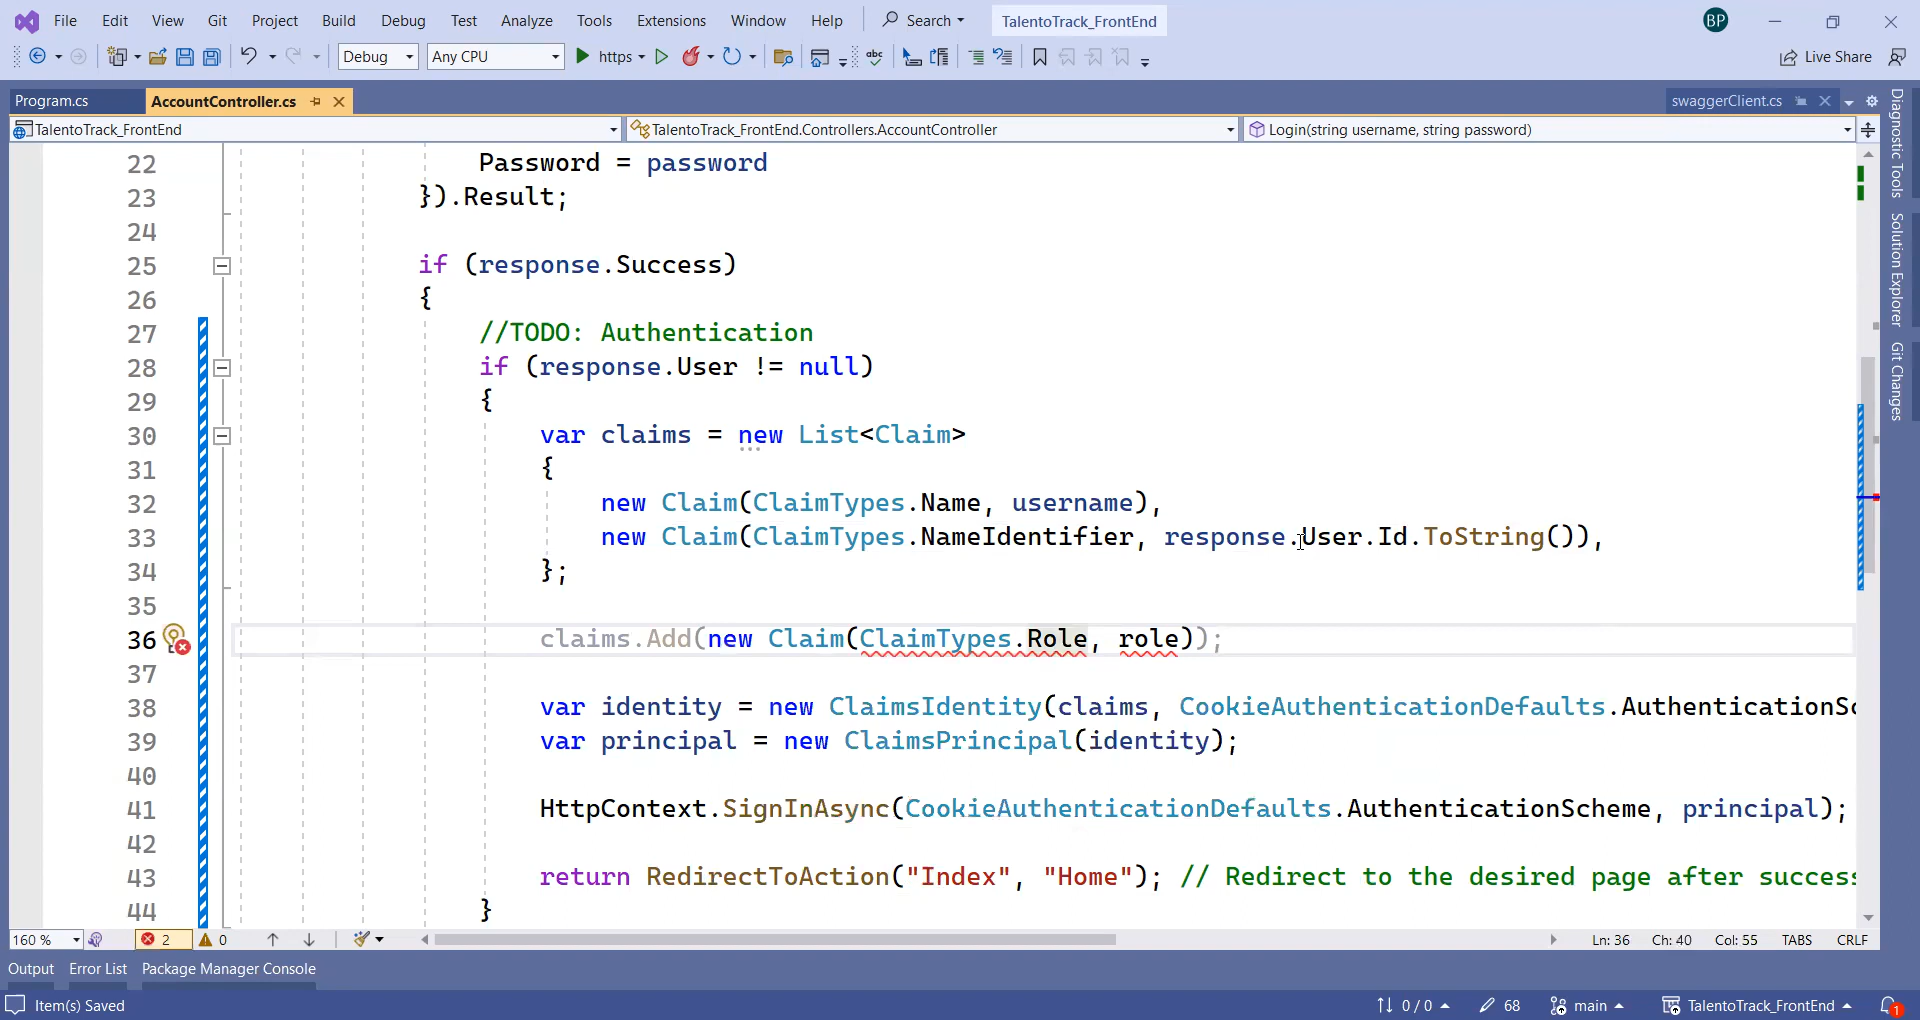 File Edit View Git Project Build Debug Test Analyze Tools Extensions Window Help Search TalentoTrack_FrontEnd BP
Debug Any CPU https abc Live Share
Program.cs AccountController.cs swaggerClient.cs
TalentoTrack_FrontEnd TalentoTrack_FrontEnd.Controllers.AccountController Login(string username, string password)
22 Password = password
23 }).Result;
24
25 if (response.Success)
26 {
27 //TODO: Authentication
28 if (response.User != null)
29 {
30 var claims = new List<Claim>
31 {
32 new Claim(ClaimTypes.Name, username),
33 new Claim(ClaimTypes.NameIdentifier, response.User.Id.ToString()),
34 };
35
36 claims.Add(new Claim(ClaimTypes.Role, role));
37
38 var identity = new ClaimsIdentity(claims, CookieAuthenticationDefaults.AuthenticationSc
39 var principal = new ClaimsPrincipal(identity);
40
41 HttpContext.SignInAsync(CookieAuthenticationDefaults.AuthenticationScheme, principal);
42
43 return RedirectToAction("Index", "Home"); // Redirect to the desired page after success
44 }
Diagnostic Tools
Solution Explorer
Git Changes
160 % 2 0 Ln: 36 Ch: 40 Col: 55 TABS CRLF
Output Error List Package Manager Console
Item(s) Saved 0 / 0 68 main TalentoTrack_FrontEnd 1